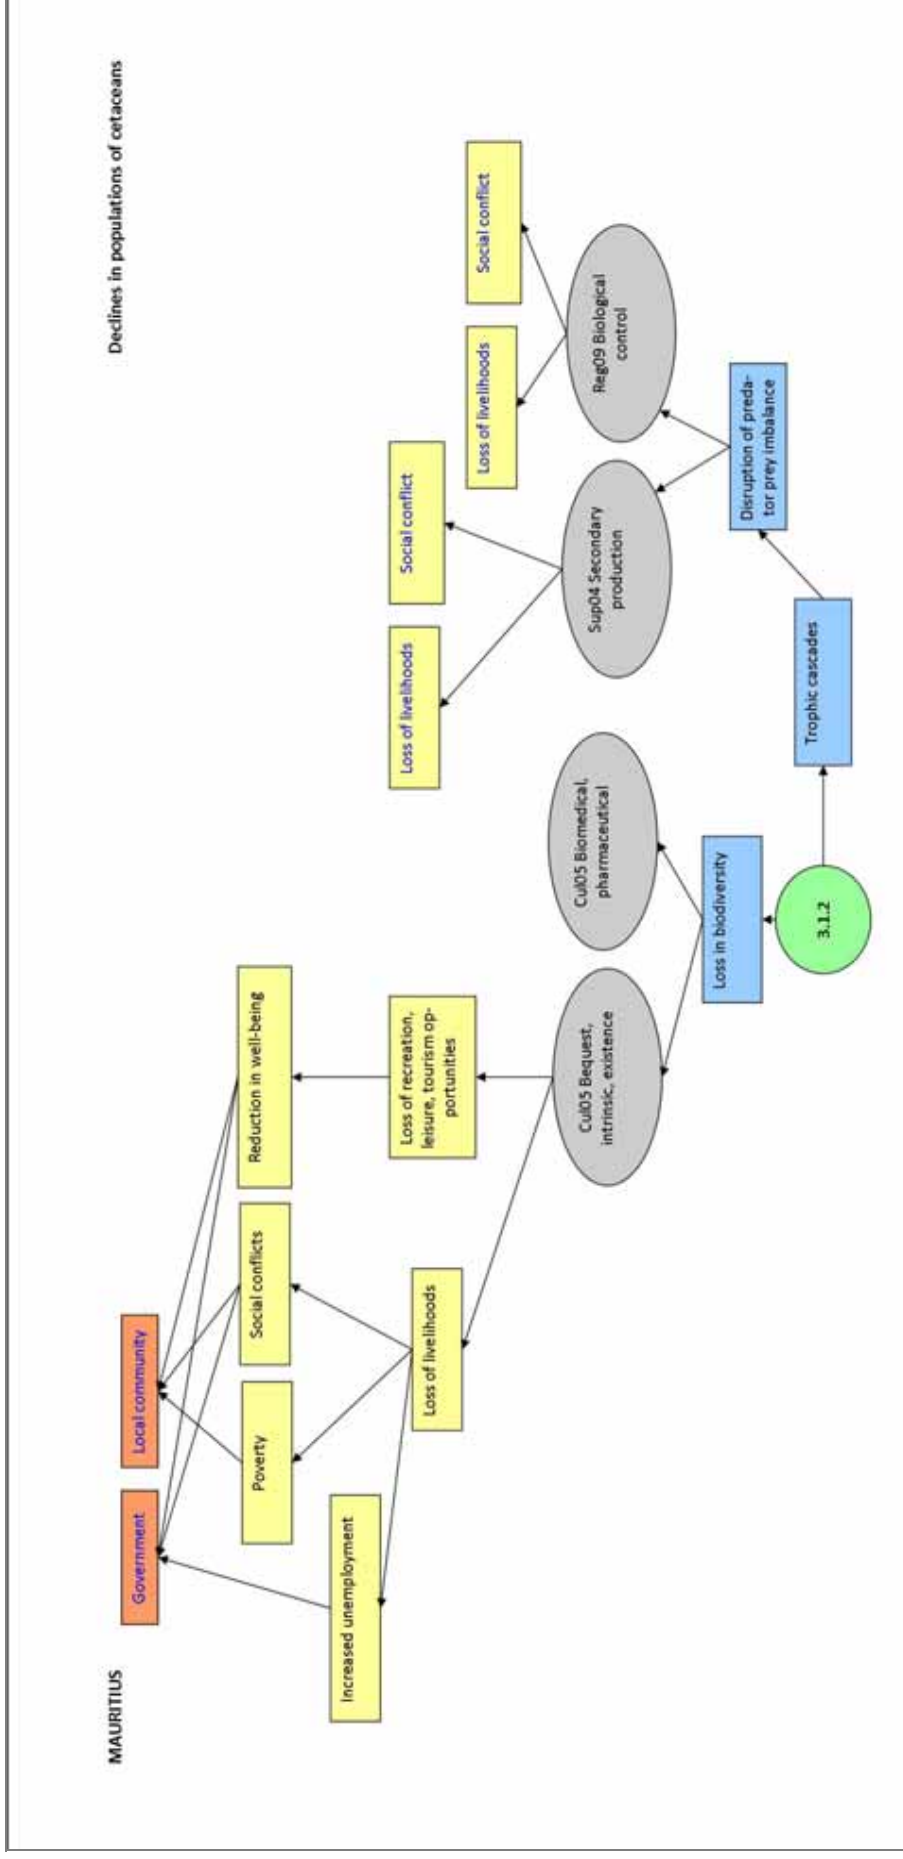 MAURITIUS
Declines in populations of cetaceans
Government
Local community
Increased unemployment
Poverty
Social conflicts
Reduction in well-being
Loss of livelihoods
Loss of recreation,
leisure, tourism op-
portunities
Loss of livelihoods
Social conflict
Loss of livelihoods
Social conflict
Cul05 Bequest,
intrinsic, existence
Cul05 Biomedical,
pharmaceutical
Sup04 Secondary
production
Reg09 Biological
control
Loss in biodiversity
Disruption of preda-
tor prey imbalance
3.1.2
Trophic cascades